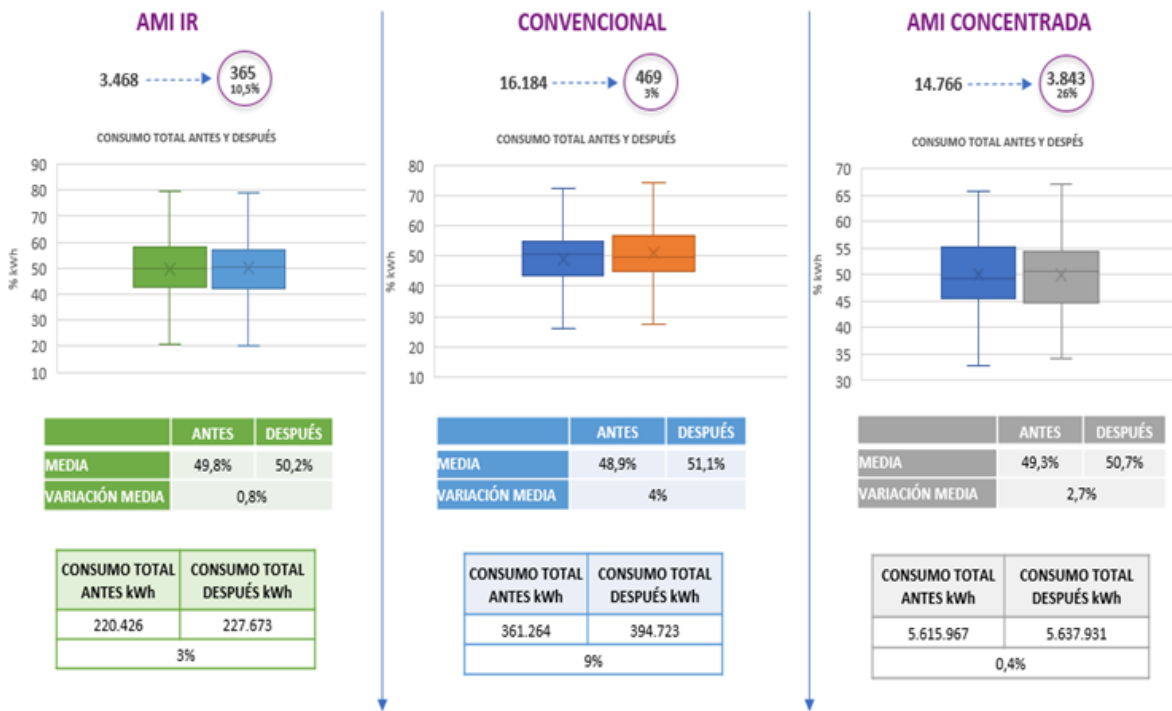 AMI IR
3.468
365
10,5%
CONSUMO TOTAL ANTES Y DESPUÉS
90
80
70
60
50
40
30
20
10
% kWh
ANTES DESPUÉS
MEDIA 49,8% 50,2%
VARIACIÓN MEDIA 0,8%
CONSUMO TOTAL ANTES kWh
CONSUMO TOTAL DESPUÉS kWh
220.426 227.673
3%
CONVENCIONAL
16.184
469
3%
CONSUMO TOTAL ANTES Y DESPUÉS
80
70
60
50
40
30
20
10
% kWh
ANTES DESPUÉS
MEDIA 48,9% 51,1%
VARIACIÓN MEDIA 4%
CONSUMO TOTAL ANTES kWh
CONSUMO TOTAL DESPUÉS kWh
361.264 394.723
9%
AMI CONCENTRADA
14.766
3.843
26%
CONSUMO TOTAL ANTES Y DESPÉS
70
65
60
55
50
45
40
35
30
% kWh
ANTES DESPUÉS
MEDIA 49,3% 50,7%
VARIACIÓN MEDIA 2,7%
CONSUMO TOTAL ANTES kWh
CONSUMO TOTAL DESPUÉS kWh
5.615.967 5.637.931
0,4%